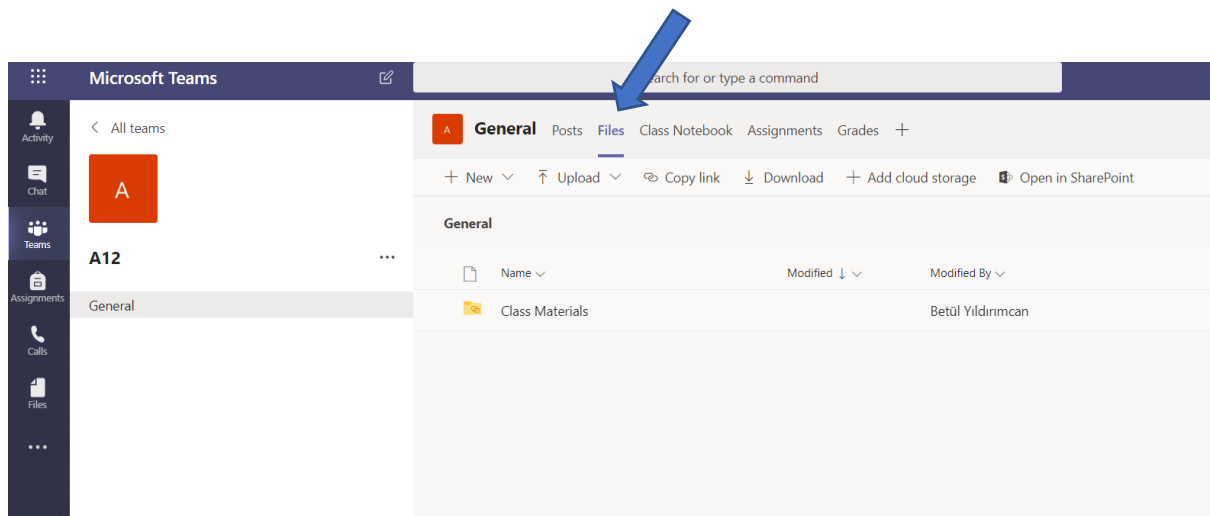 Microsoft Teams
earch for or type a command
Activity
Chat
Teams
Assignments
Calls
Files
All teams
A
A12
General
A General Posts Files Class Notebook Assignments Grades
New Upload Copy link Download Add cloud storage Open in SharePoint
General
Name Modified Modified By
Class Materials Betül Yıldırımcan